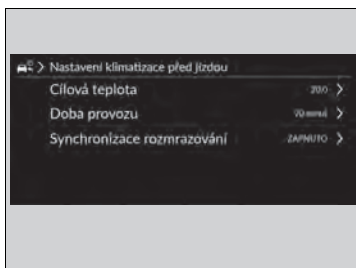 > Nastavení klimatizace před jízdou
Cílová teplota >
Doba provozu >
Synchronizace rozmrazování ZAPNUTO >